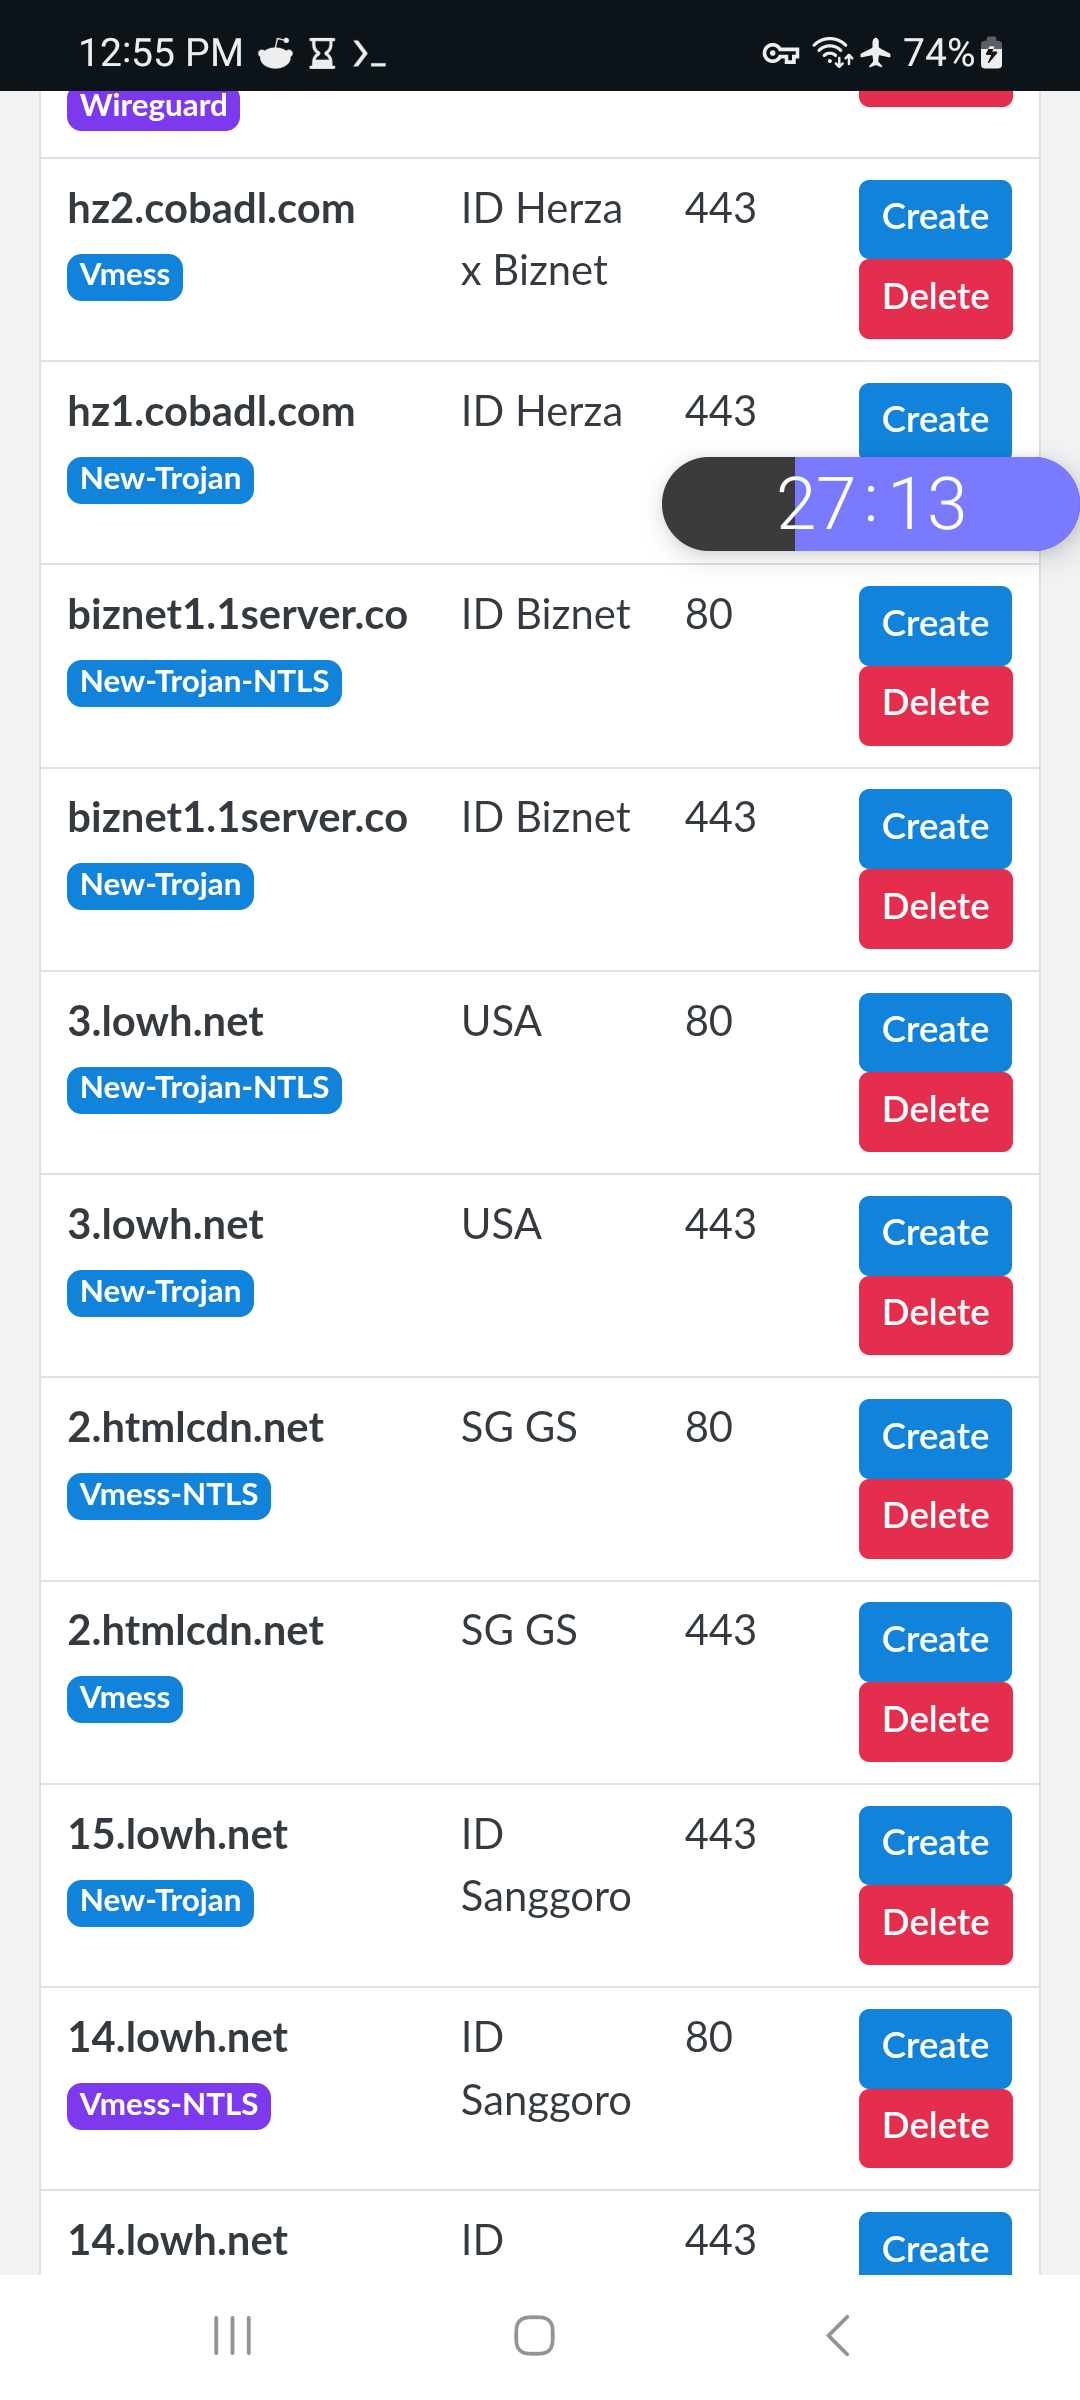 12:55 PM 74%
Wireguard
hz2.cobadl.com ID Herza 443 Create
Vmess x Biznet Delete
hz1.cobadl.com ID Herza 443 Create
New-Trojan 27:13
biznet1.1server.co ID Biznet 80 Create
New-Trojan-NTLS Delete
biznet1.1server.co ID Biznet 443 Create
New-Trojan Delete
3.lowh.net USA 80 Create
New-Trojan-NTLS Delete
3.lowh.net USA 443 Create
New-Trojan Delete
2.htmlcdn.net SG GS 80 Create
Vmess-NTLS Delete
2.htmlcdn.net SG GS 443 Create
Vmess Delete
15.lowh.net ID 443 Create
New-Trojan Sanggoro Delete
14.lowh.net ID 80 Create
Vmess-NTLS Sanggoro Delete
14.lowh.net ID 443 Create